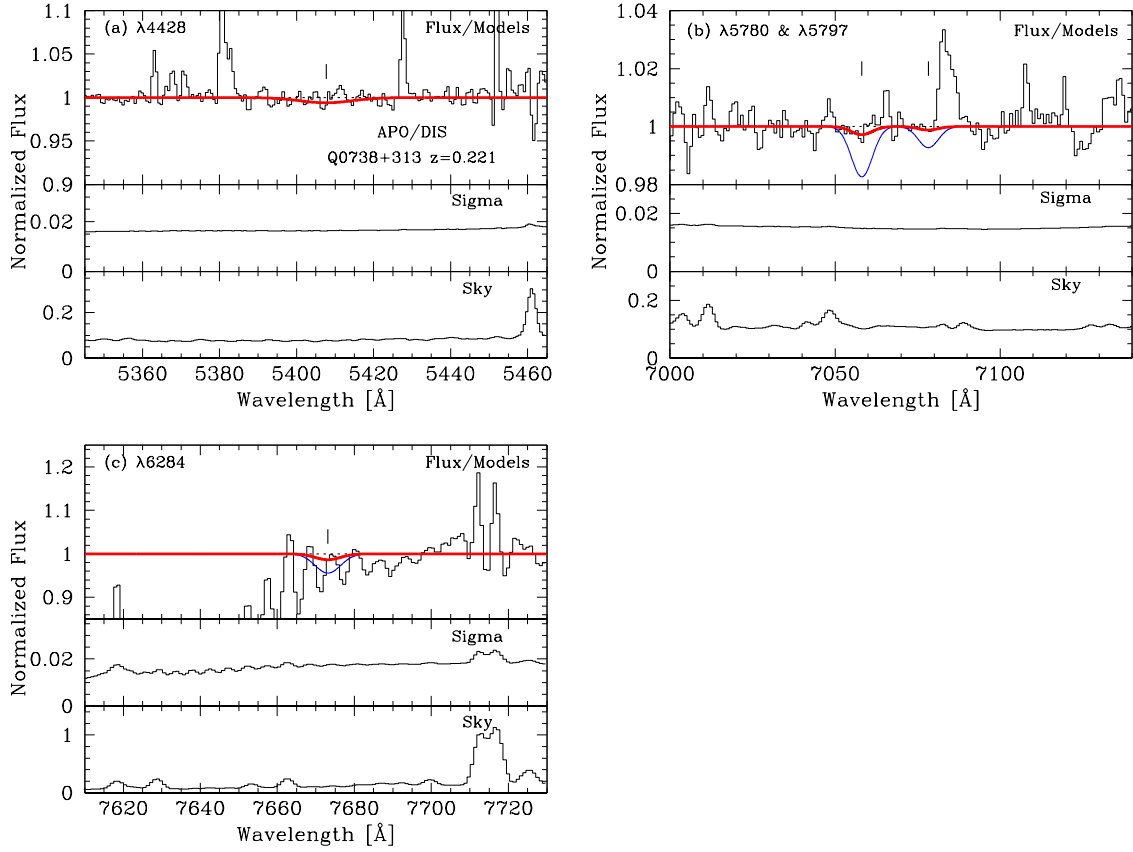 (a) λ4428 Flux/Models
1.1
1.05
1
0.95
0.9
APO/DIS
Q0738+313 z=0.221
Normalized Flux
Sigma
0.02
0
Sky
0.2
0
5360 5380 5400 5420 5440 5460
Wavelength [Å]
(b) λ5780 & λ5797 Flux/Models
1.04
1.02
1
0.98
Normalized Flux
Sigma
0.02
0
Sky
0.2
0
7000 7050 7100
Wavelength [Å]
(c) λ6284 Flux/Models
1.2
1.1
1
0.9
Normalized Flux
Sigma
0.02
0
Sky
1
0
7620 7640 7660 7680 7700 7720
Wavelength [Å]